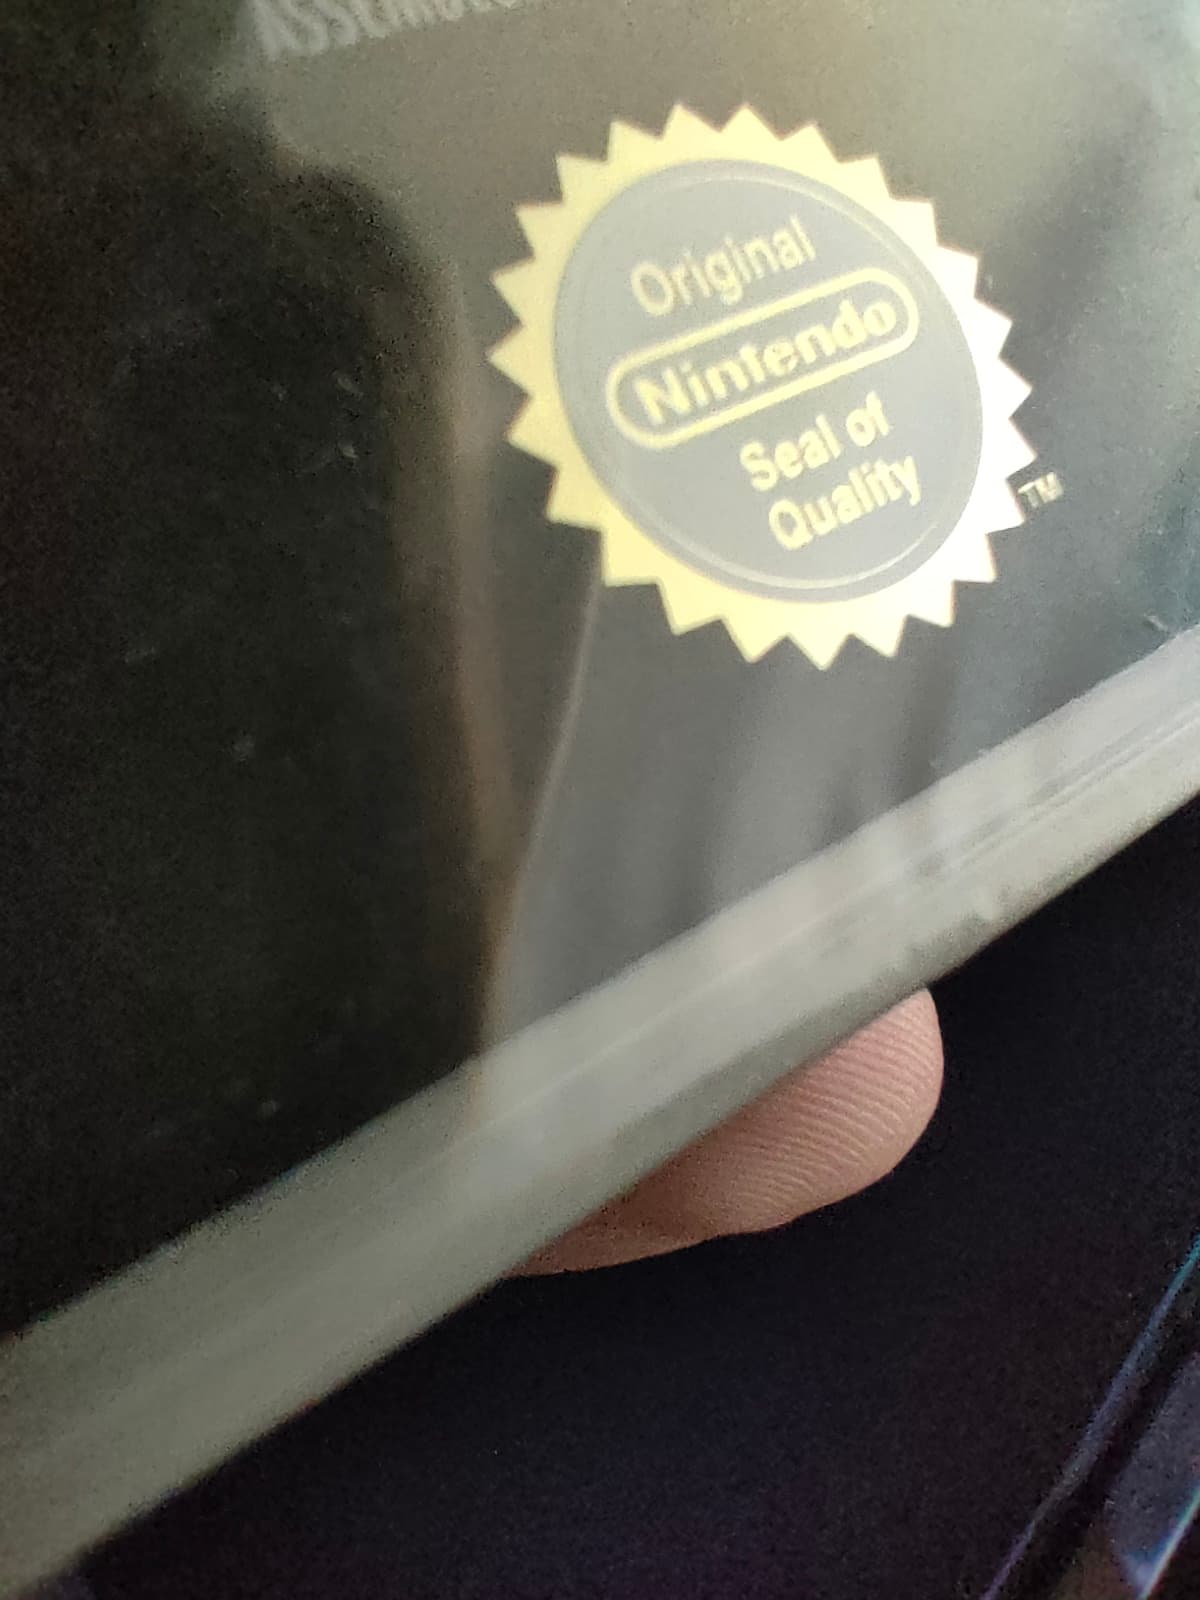 Original
Nintendo
Seal of
Quality
TM